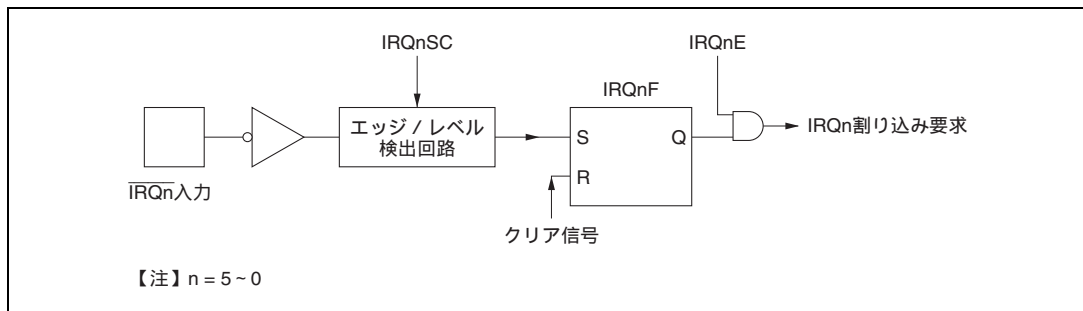 IRQnSC
IRQnE
IRQnF
エッジ / レベル
検出回路
S
Q
R
IRQn割り込み要求
IRQn入力
クリア信号
【注】n = 5 ~ 0